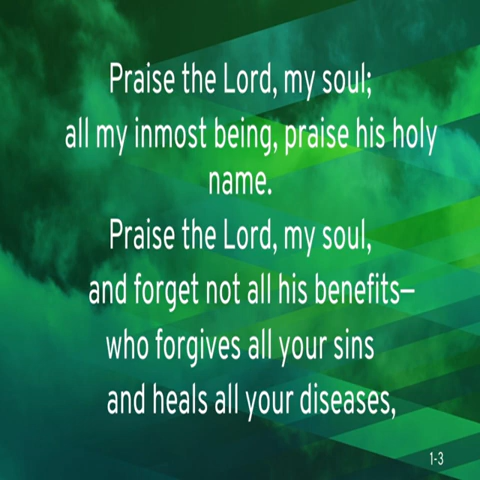 Praise the Lord, my soul;
all my inmost being, praise his holy
name.
Praise the Lord, my soul,
and forget not all his benefits—
who forgives all your sins
and heals all your diseases,
1-3